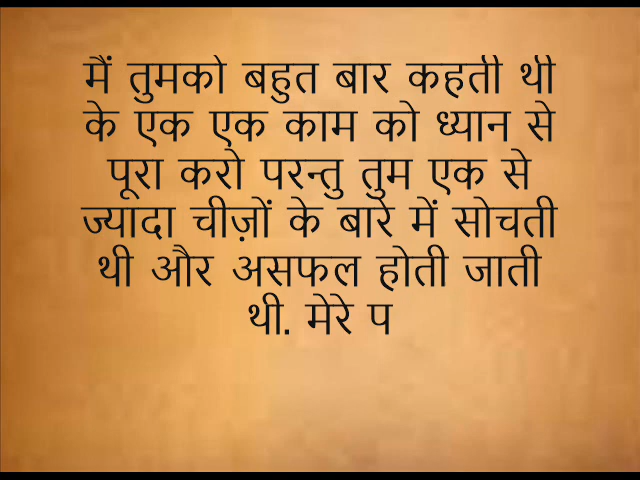 मैं तुमको बहुत बार कहती थी
के एक एक काम को ध्यान से
पूरा करो परन्तु तुम एक से
ज्यादा चीज़ों के बारे में सोचती
थी और असफल होती जाती
थी. मेरे प